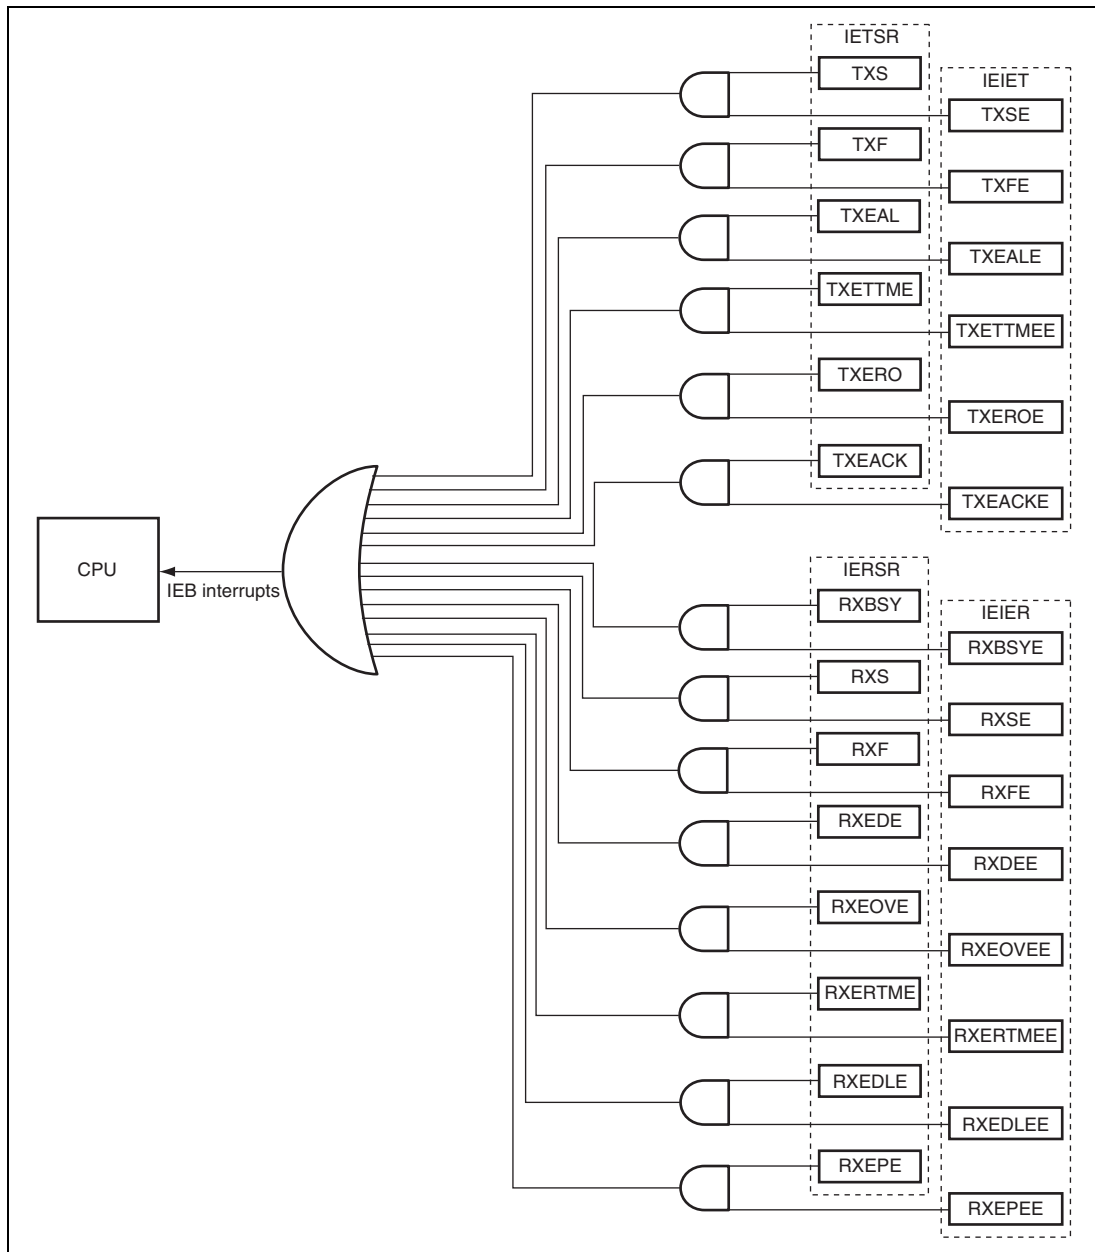 IETSR
TXS
IEIET
TXSE
TXF
TXFE
TXEAL
TXEALE
TXETTME
TXETTMEE
TXERO
TXEROE
TXEACK
TXEACKE
CPU
IEB interrupts
IERSR
RXBSY
IEIER
RXBSYE
RXS
RXSE
RXF
RXFE
RXEDE
RXDEE
RXEOVE
RXEOVEE
RXERTME
RXERTMEE
RXEDLE
RXEDLEE
RXEPE
RXEPEE